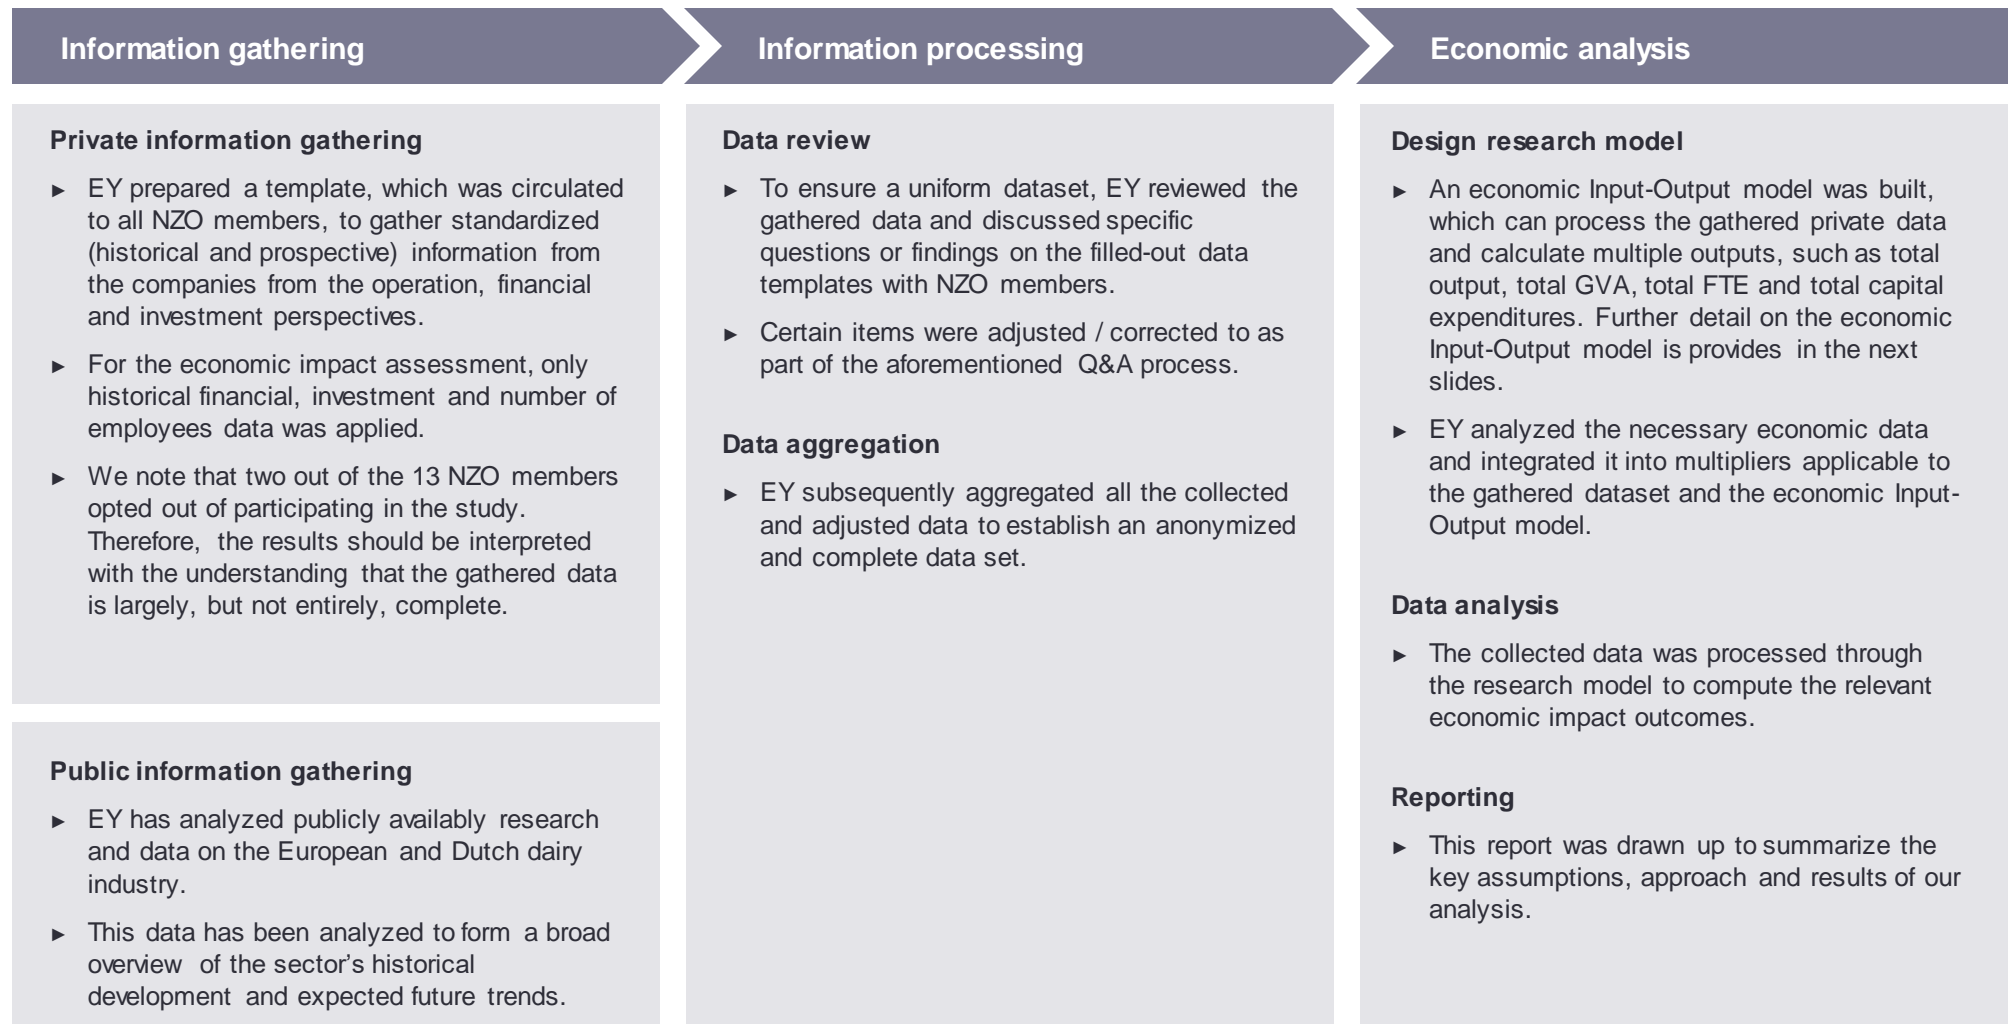 Information gathering
Information processing
Economic analysis
Private information gathering
► EY prepared a template, which was circulated
to all NZO members, to gather standardized
(historical and prospective) information from
the companies from the operation, financial
and investment perspectives.
► For the economic impact assessment, only
historical financial, investment and number of
employees data was applied.
► We note that two out of the 13 NZO members
opted out of participating in the study.
Therefore, the results should be interpreted
with the understanding that the gathered data
is largely, but not entirely, complete.
Public information gathering
► EY has analyzed publicly availably research
and data on the European and Dutch dairy
industry.
► This data has been analyzed to form a broad
overview of the sector's historical
development and expected future trends.
Data review
► To ensure a uniform dataset, EY reviewed the
gathered data and discussed specific
questions or findings on the filled-out data
templates with NZO members.
► Certain items were adjusted / corrected to as
part of the aforementioned Q&A process.
Data aggregation
► EY subsequently aggregated all the collected
and adjusted data to establish an anonymized
and complete data set.
Design research model
► An economic Input-Output model was built,
which can process the gathered private data
and calculate multiple outputs, such as total
output, total GVA, total FTE and total capital
expenditures. Further detail on the economic
Input-Output model is provides in the next
slides.
► EY analyzed the necessary economic data
and integrated it into multipliers applicable to
the gathered dataset and the economic Input-
Output model.
Data analysis
► The collected data was processed through
the research model to compute the relevant
economic impact outcomes.
Reporting
► This report was drawn up to summarize the
key assumptions, approach and results of our
analysis.